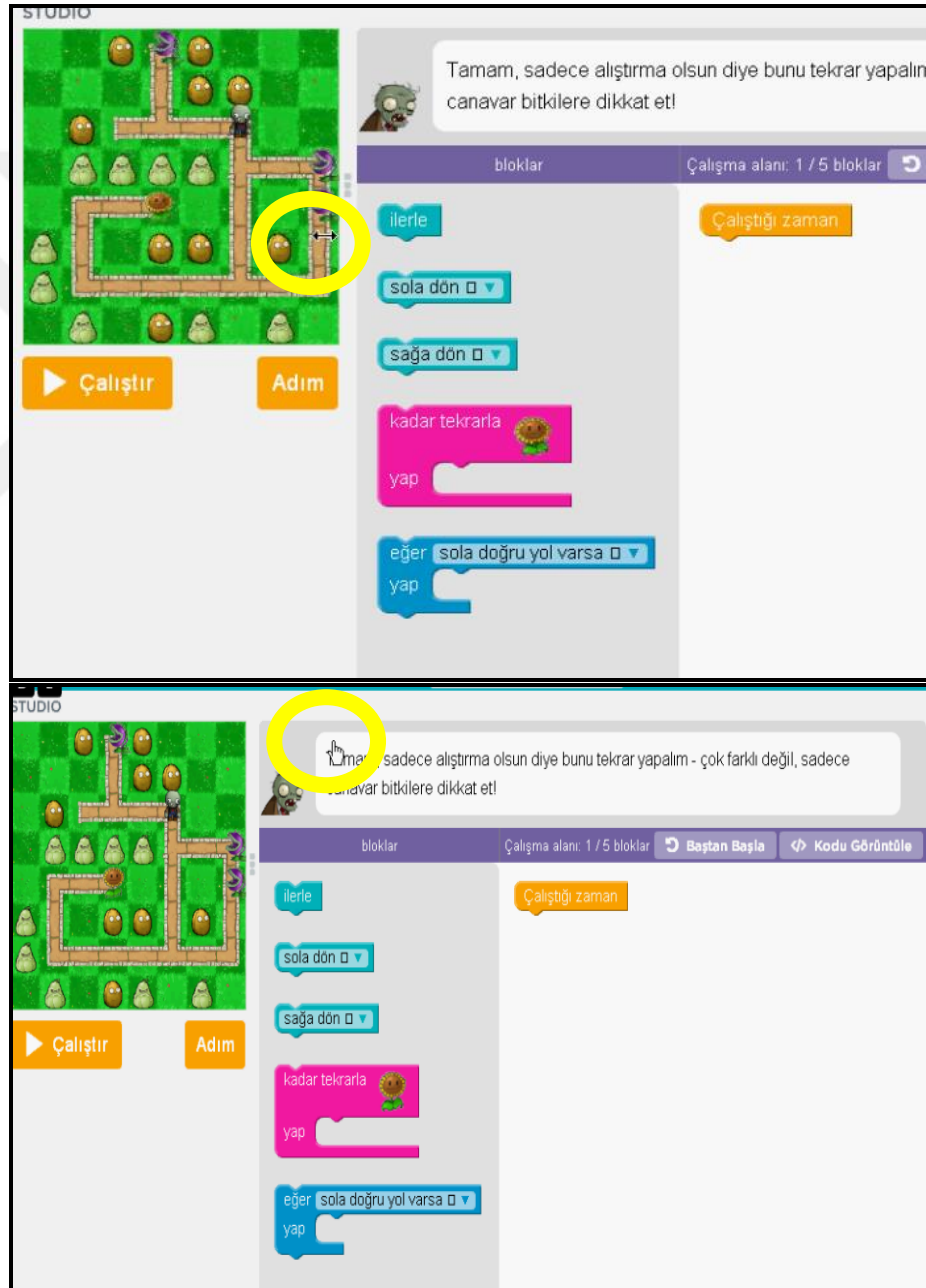 STUDIO
Tamam, sadece alıştırma olsun diye bunu tekrar yapalım
canavar bitkilere dikkat et!
bloklar
Çalışma alanı: 1 / 5 bloklar
ilerle
Çalıştığı zaman
sola dön
sağa dön
Çalıştır
Adım
kadar tekrarla
yap
eğer sola doğru yol varsa
yap
STUDIO
Tamam, sadece alıştırma olsun diye bunu tekrar yapalım - çok farklı değil, sadece
canavar bitkilere dikkat et!
bloklar
Çalışma alanı: 1 / 5 bloklar
Baştan Başla
</> Kodu Görüntüle
ilerle
Çalıştığı zaman
sola dön
sağa dön
Çalıştır
Adım
kadar tekrarla
yap
eğer sola doğru yol varsa
yap